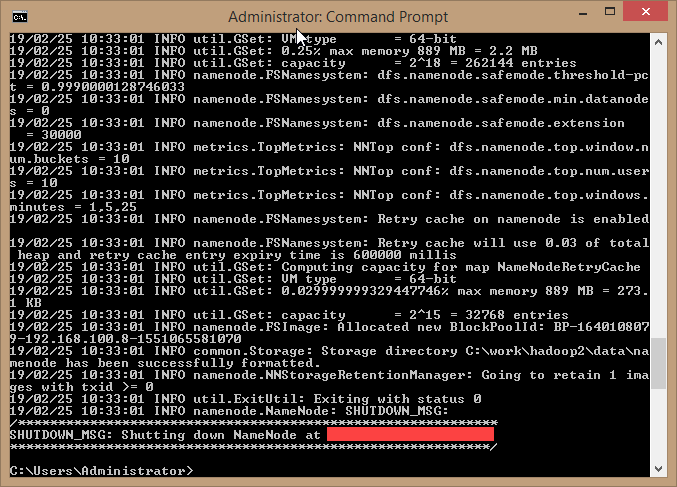 Administrator: Command Prompt
19/02/25 10:33:01 INFO util.GSet: VM type       = 64-bit
19/02/25 10:33:01 INFO util.GSet: 0.25% max memory 889 MB = 2.2 MB
19/02/25 10:33:01 INFO util.GSet: capacity      = 2^18 = 262144 entries
19/02/25 10:33:01 INFO namenode.FSNamesystem: dfs.namenode.safemode.threshold-pc
t = 0.9990000128746033
19/02/25 10:33:01 INFO namenode.FSNamesystem: dfs.namenode.safemode.min.datanode
s = 0
19/02/25 10:33:01 INFO namenode.FSNamesystem: dfs.namenode.safemode.extension
  = 30000
19/02/25 10:33:01 INFO metrics.TopMetrics: NNTop conf: dfs.namenode.top.window.n
um.buckets = 10
19/02/25 10:33:01 INFO metrics.TopMetrics: NNTop conf: dfs.namenode.top.num.user
s = 10
19/02/25 10:33:01 INFO metrics.TopMetrics: NNTop conf: dfs.namenode.top.windows.
minutes = 1,5,25
19/02/25 10:33:01 INFO namenode.FSNamesystem: Retry cache on namenode is enabled
19/02/25 10:33:01 INFO namenode.FSNamesystem: Retry cache will use 0.03 of total
 heap and retry cache entry expiry time is 600000 millis
19/02/25 10:33:01 INFO util.GSet: Computing capacity for map NameNodeRetryCache
19/02/25 10:33:01 INFO util.GSet: VM type       = 64-bit
19/02/25 10:33:01 INFO util.GSet: 0.029999999329447746% max memory 889 MB = 273.
1 KB
19/02/25 10:33:01 INFO util.GSet: capacity      = 2^15 = 32768 entries
19/02/25 10:33:01 INFO namenode.FSImage: Allocated new BlockPoolId: BP-164010807
9-192.168.100.8-1551065581070
19/02/25 10:33:01 INFO common.Storage: Storage directory C:\work\hadoop2\data\na
menode has been successfully formatted.
19/02/25 10:33:01 INFO namenode.NNStorageRetentionManager: Going to retain 1 ima
ges with txid >= 0
19/02/25 10:33:01 INFO util.ExitUtil: Exiting with status 0
19/02/25 10:33:01 INFO namenode.NameNode: SHUTDOWN_MSG:
/************************************************************
SHUTDOWN_MSG: Shutting down NameNode at
************************************************************/
C:\Users\Administrator>